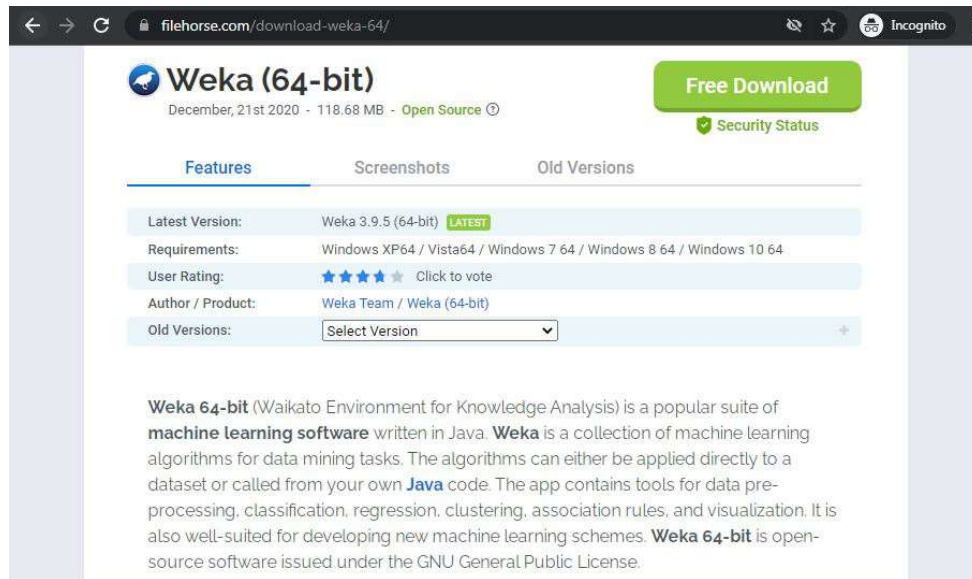 filehorse.com/download-weka-64/
Incognito
Weka (64-bit)
Free Download
December, 21st 2020 - 118.68 MB - Open Source
Security Status
Features Screenshots Old Versions
Latest Version: Weka 3.9.5 (64-bit) LATEST
Requirements: Windows XP64 / Vista64 / Windows 7 64 / Windows 8 64 / Windows 10 64
User Rating: Click to vote
Author / Product: Weka Team / Weka (64-bit)
Old Versions: Select Version
Weka 64-bit (Waikato Environment for Knowledge Analysis) is a popular suite of
machine learning software written in Java. Weka is a collection of machine learning
algorithms for data mining tasks. The algorithms can either be applied directly to a
dataset or called from your own Java code. The app contains tools for data pre-
processing, classification, regression, clustering, association rules, and visualization. It is
also well-suited for developing new machine learning schemes. Weka 64-bit is open-
source software issued under the GNU General Public License.